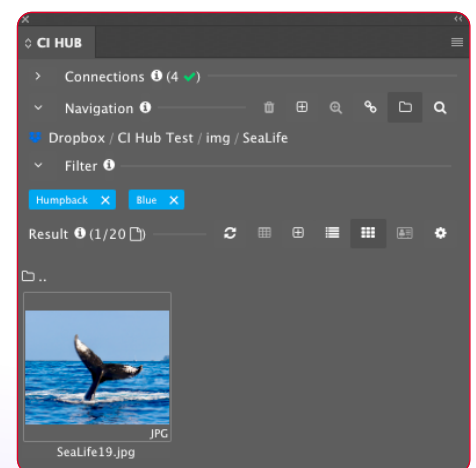 CI HUB
Connections (4 ✓)
Navigation
Dropbox / CI Hub Test / img / SeaLife
Filter
Humpback X Blue X
Result (1/20)
..
JPG
SeaLife19.jpg